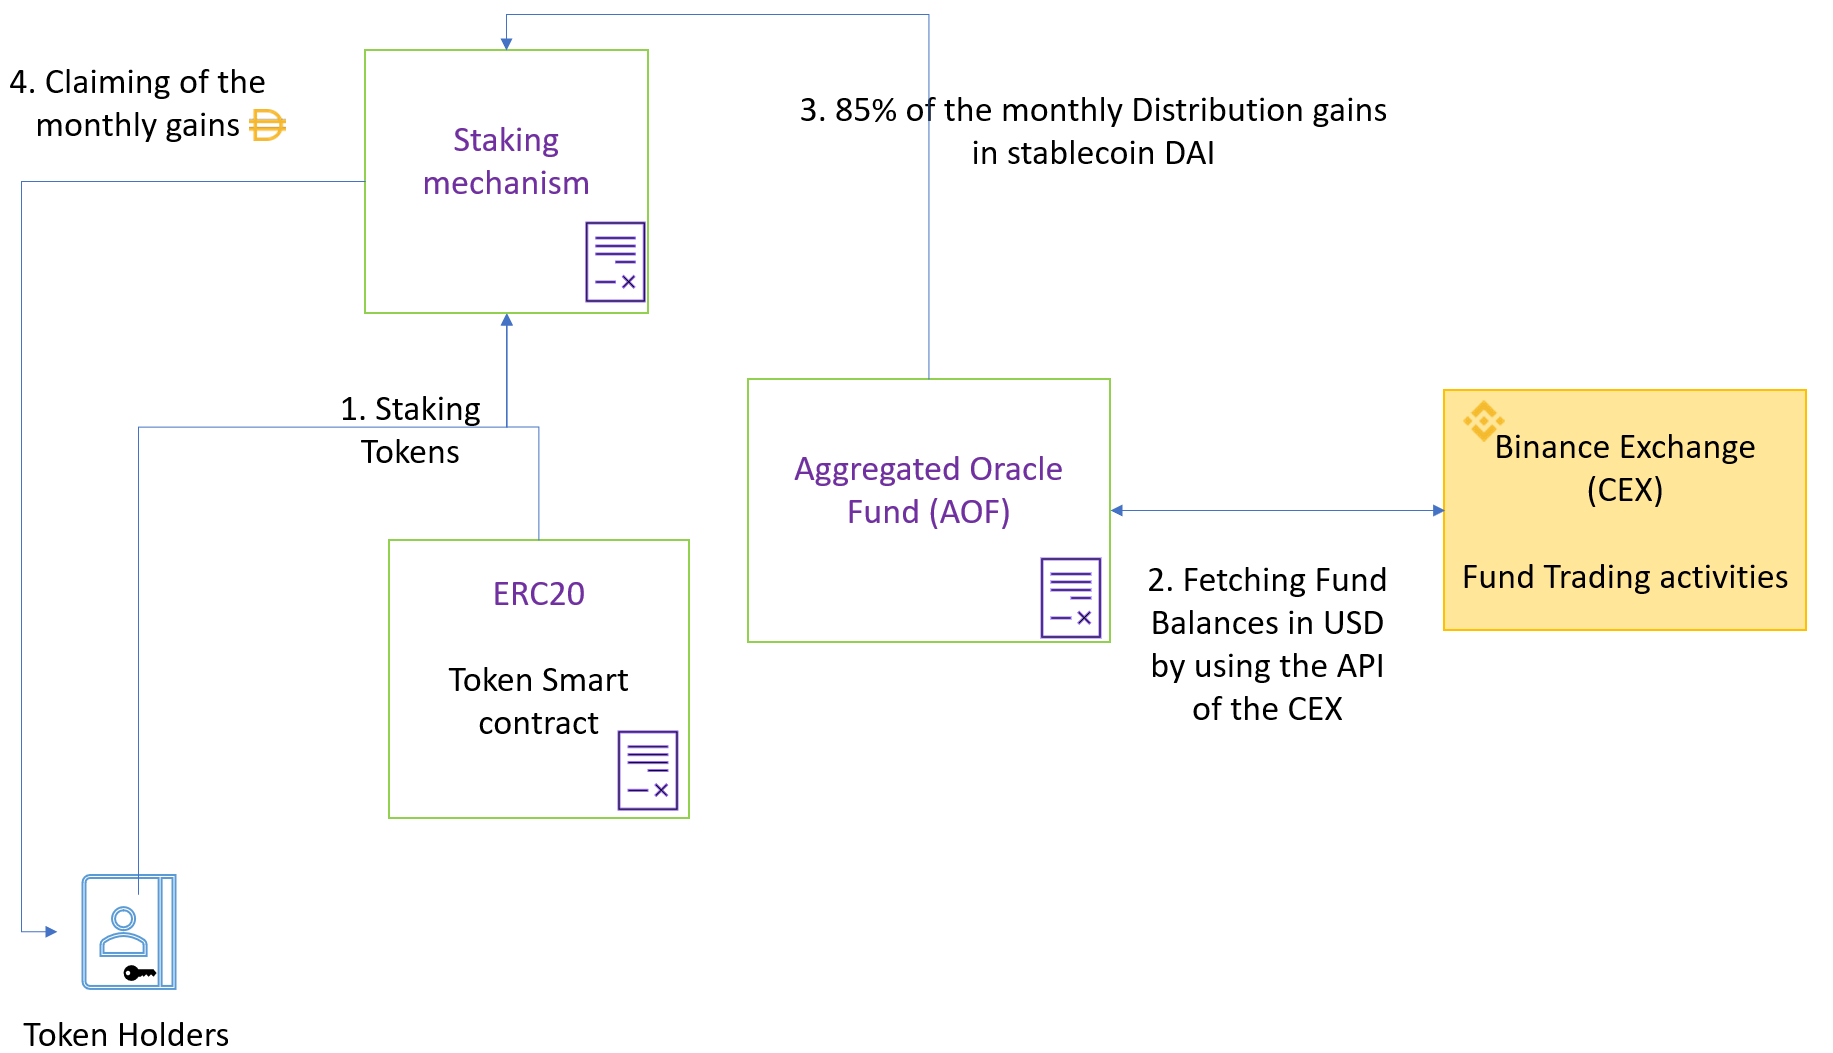 4. Claiming of the
monthly gains
Staking
mechanism
3. 85% of the monthly Distribution gains
in stablecoin DAI
1. Staking
Tokens
Aggregated Oracle
Fund (AOF)
Binance Exchange
(CEX)
Fund Trading activities
2. Fetching Fund
Balances in USD
by using the API
of the CEX
ERC20
Token Smart
contract
Token Holders